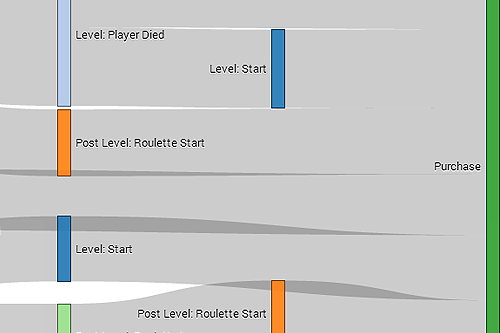 Level: Player Died
Level: Start
Post Level: Roulette Start
Purchase
Level: Start
Post Level: Roulette Start